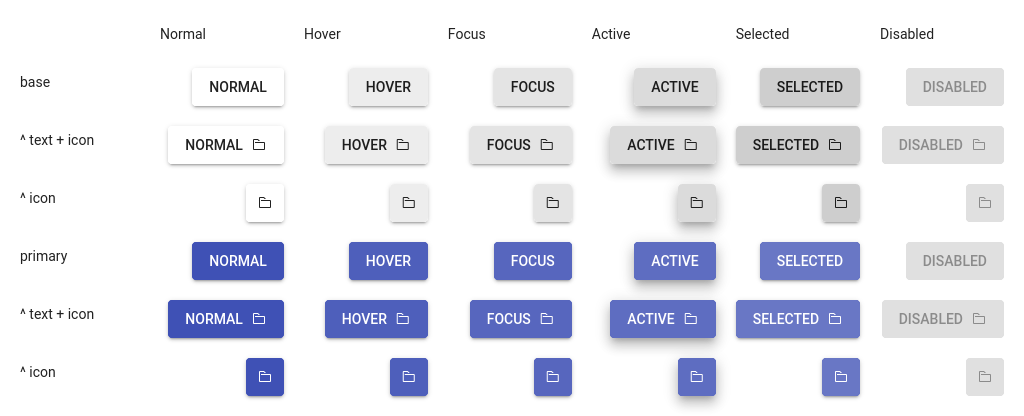 Normal Hover Focus Active Selected Disabled
base NORMAL HOVER FOCUS ACTIVE SELECTED DISABLED
^ text + icon NORMAL HOVER FOCUS ACTIVE SELECTED DISABLED
^ icon
primary NORMAL HOVER FOCUS ACTIVE SELECTED DISABLED
^ text + icon NORMAL HOVER FOCUS ACTIVE SELECTED DISABLED
^ icon